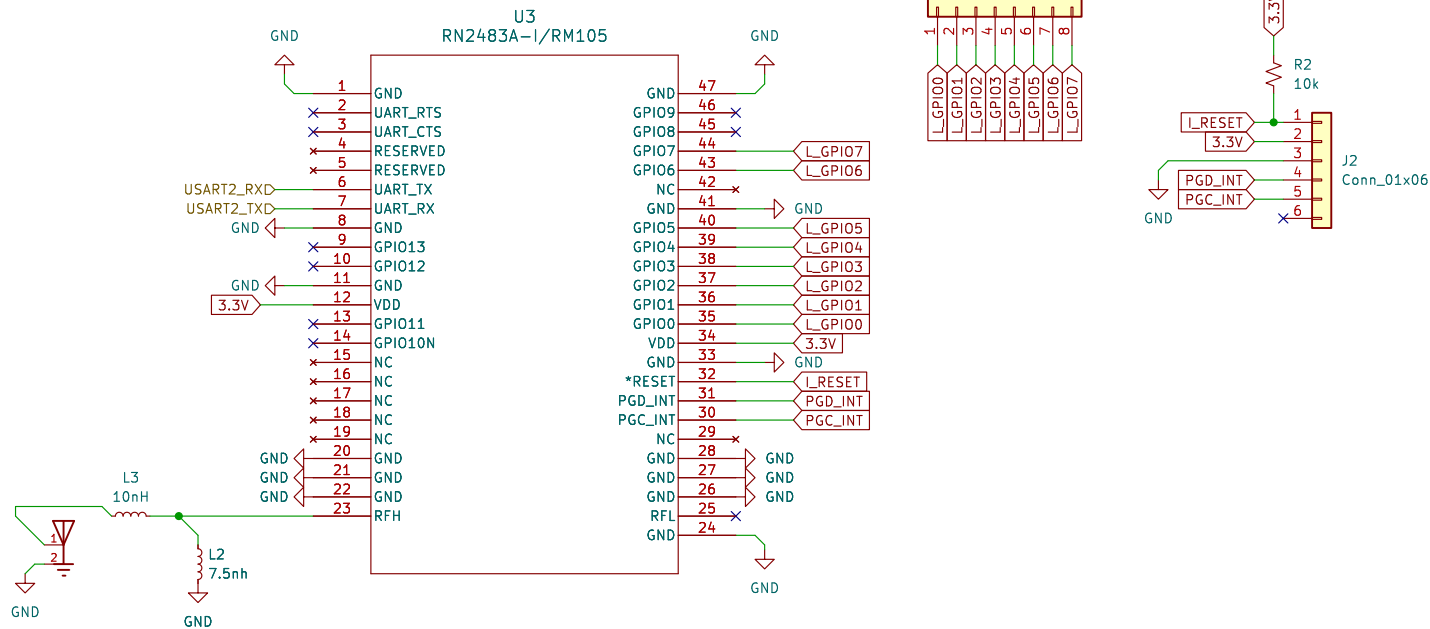 U3
RN2483A-I/RM105
GND
GND
1 GND
2 UART_RTS
3 UART_CTS
4 RESERVED
5 RESERVED
USART2_RX 6 UART_TX
USART2_TX 7 UART_RX
GND 8 GND
9 GPIO13
10 GPIO12
GND 11 GND
3.3V 12 VDD
13 GPIO11
14 GPIO10N
15 NC
16 NC
17 NC
18 NC
19 NC
GND 20 GND
GND 21 GND
GND 22 GND
23 RFH
GND 47
GPIO9 46
GPIO8 45
GPIO7 44 L_GPIO7
GPIO6 43 L_GPIO6
NC 42
GND 41 GND
GPIO5 40 L_GPIO5
GPIO4 39 L_GPIO4
GPIO3 38 L_GPIO3
GPIO2 37 L_GPIO2
GPIO1 36 L_GPIO1
GPIO0 35 L_GPIO0
VDD 34 3.3V
GND 33 GND
*RESET 32 I_RESET
PGD_INT 31 PGD_INT
PGC_INT 30 PGC_INT
NC 29
GND 28 GND
GND 27 GND
GND 26 GND
RFL 25
GND 24
GND
L3
10nH
1
2
GND
L2
7.5nh
GND
1 L_GPIO0
2 L_GPIO1
3 L_GPIO2
4 L_GPIO3
5 L_GPIO4
6 L_GPIO5
7 L_GPIO6
8 L_GPIO7
R2
10k
I_RESET 1
3.3V 2
3
PGD_INT 4
PGC_INT 5
6
GND
J2
Conn_01x06